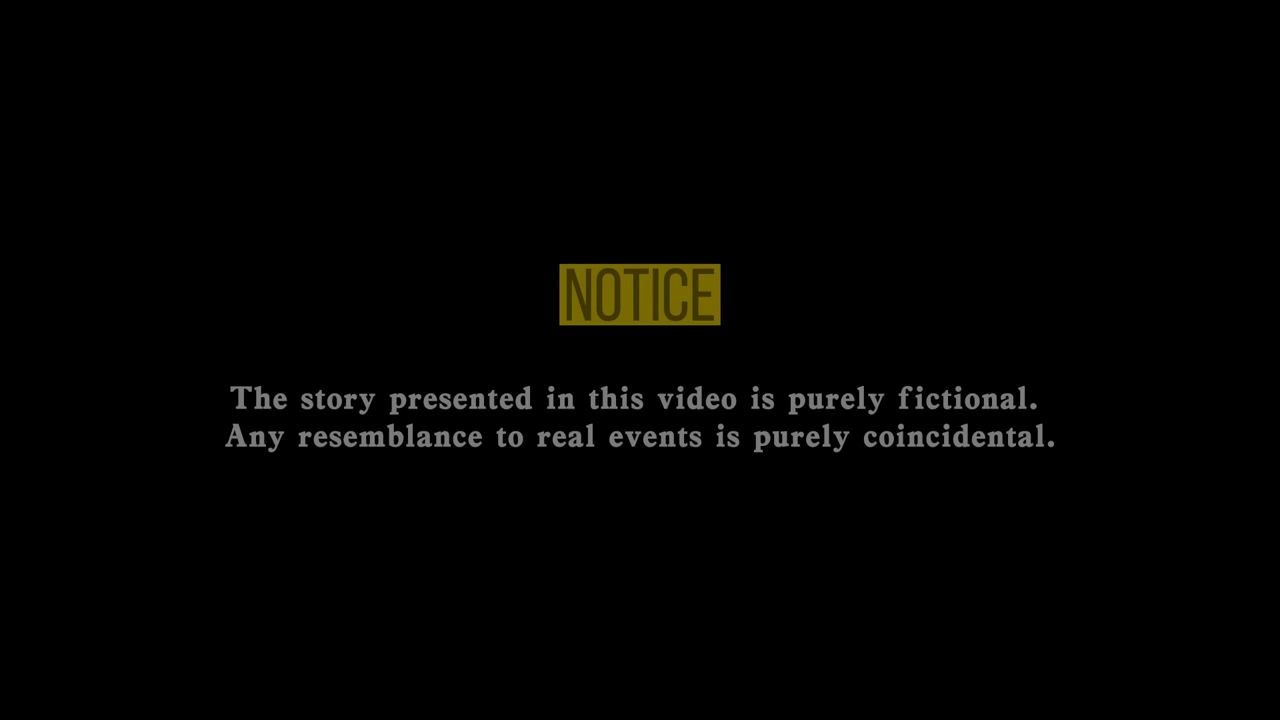 NOTICE
The story presented in this video is purely fictional.
Any resemblance to real events is purely coincidental.